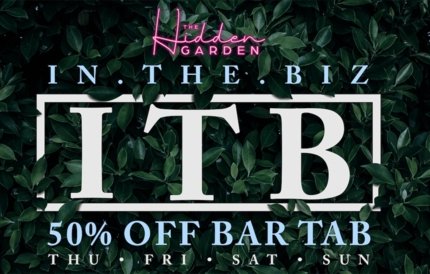 THE
Hidden
GARDEN
IN.THE.BIZ
ITB
50% OFF BAR TAB
THU • FRI • SAT • SUN